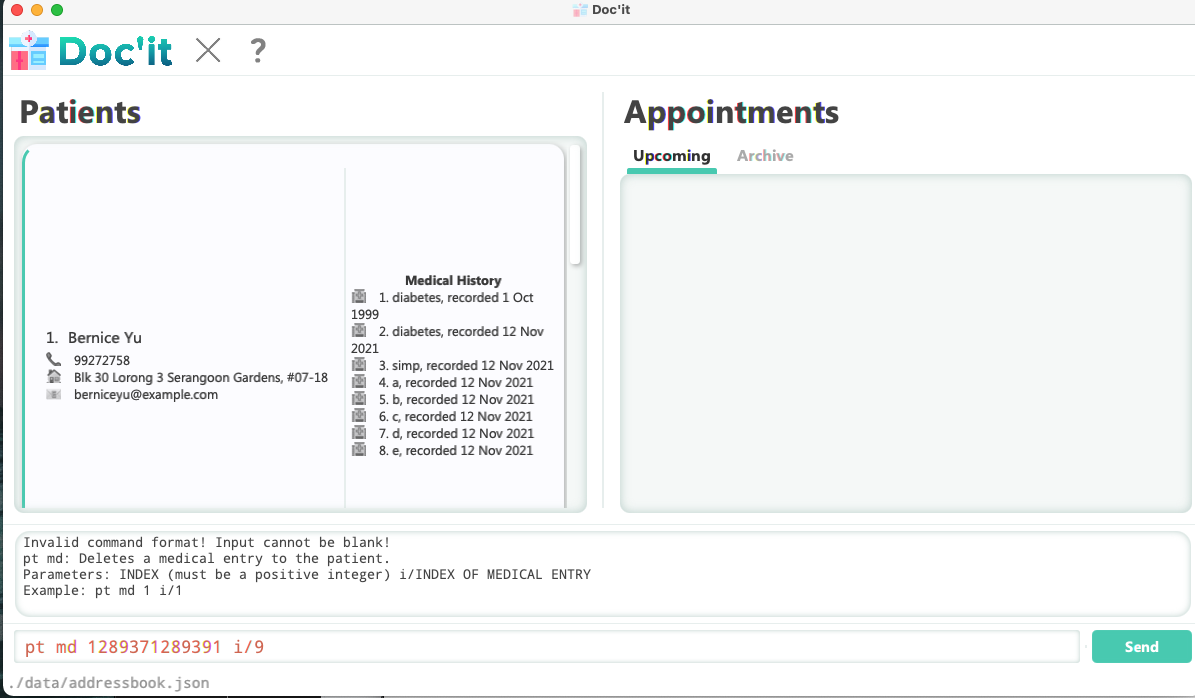 Doc'it
Doc'it
?
Patients
Appointments
Upcoming
Archive
1. Bernice Yu
99272758
Blk 30 Lorong 3 Serangoon Gardens, #07-18
berniceyu@example.com
Medical History
1. diabetes, recorded 1 Oct
1999
2. diabetes, recorded 12 Nov
2021
3. simp, recorded 12 Nov 2021
4. a, recorded 12 Nov 2021
5. b, recorded 12 Nov 2021
6. c, recorded 12 Nov 2021
7. d, recorded 12 Nov 2021
8. e, recorded 12 Nov 2021
Invalid command format! Input cannot be blank!
pt md: Deletes a medical entry to the patient.
Parameters: INDEX (must be a positive integer) i/INDEX OF MEDICAL ENTRY
Example: pt md 1 i/1
pt md 1289371289391 i/9
Send
./data/addressbook.json